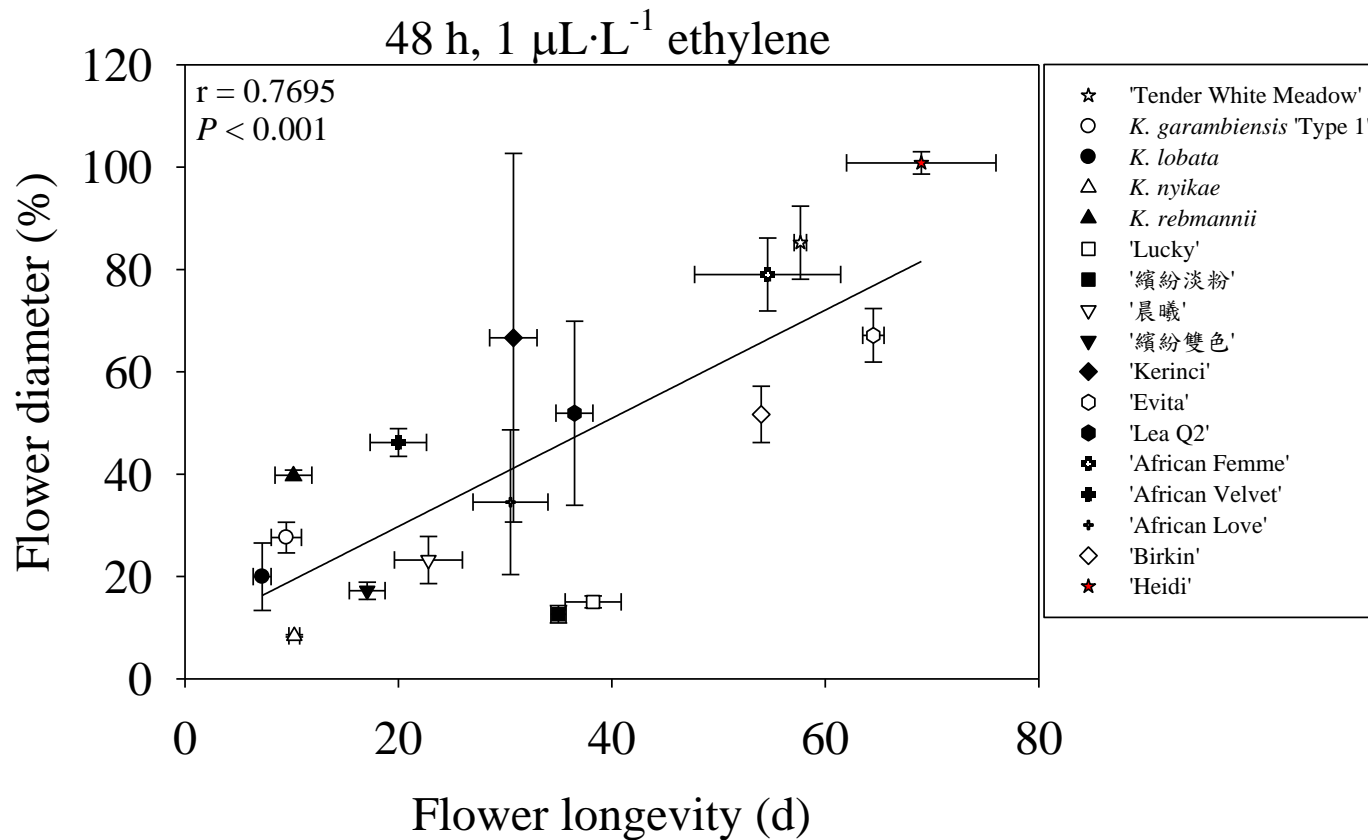 48 h, 1 μL·L⁻¹ ethylene
r = 0.7695
P < 0.001
Flower diameter (%)
120
100
80
60
40
20
0
0 20 40 60 80
Flower longevity (d)
'Tender White Meadow'
K. garambiensis 'Type 1'
K. lobata
K. nyikae
K. rebmannii
'Lucky'
'繽紛淡粉'
'晨曦'
'繽紛雙色'
'Kerinci'
'Evita'
'Lea Q2'
'African Femme'
'African Velvet'
'African Love'
'Birkin'
'Heidi'